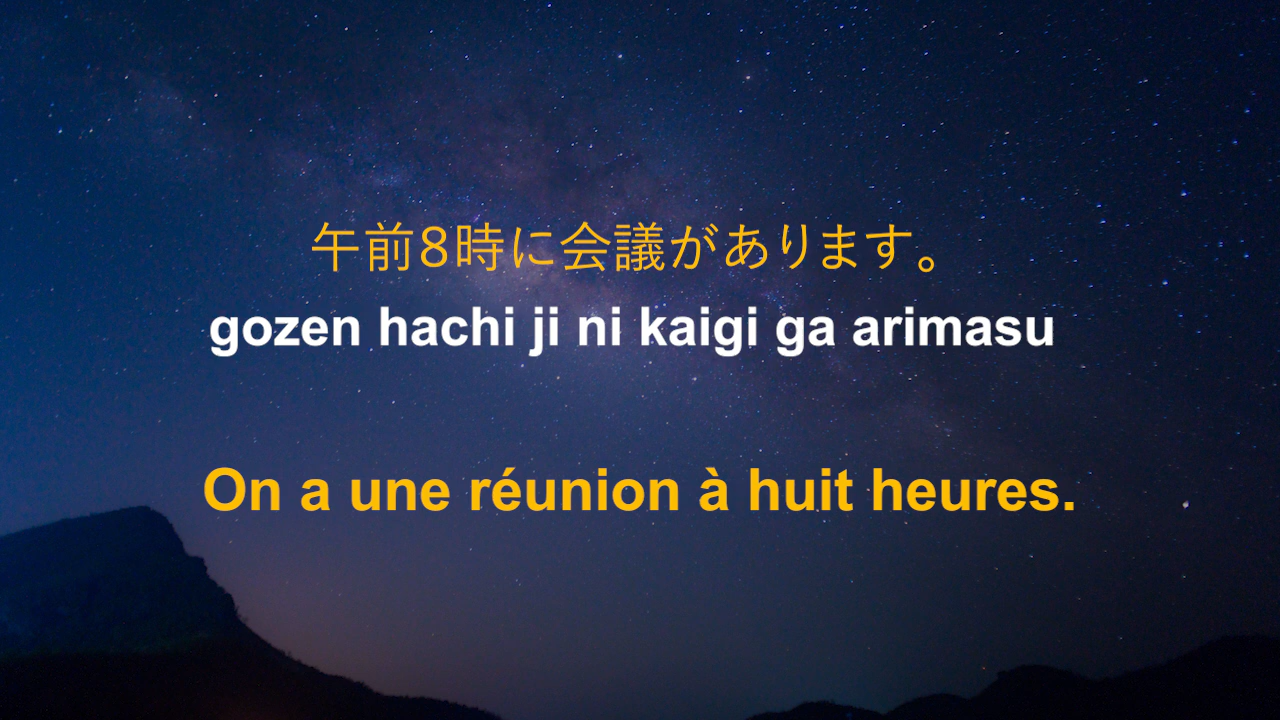 午前8時に会議があります。
gozen hachi ji ni kaigi ga arimasu
On a une réunion à huit heures.